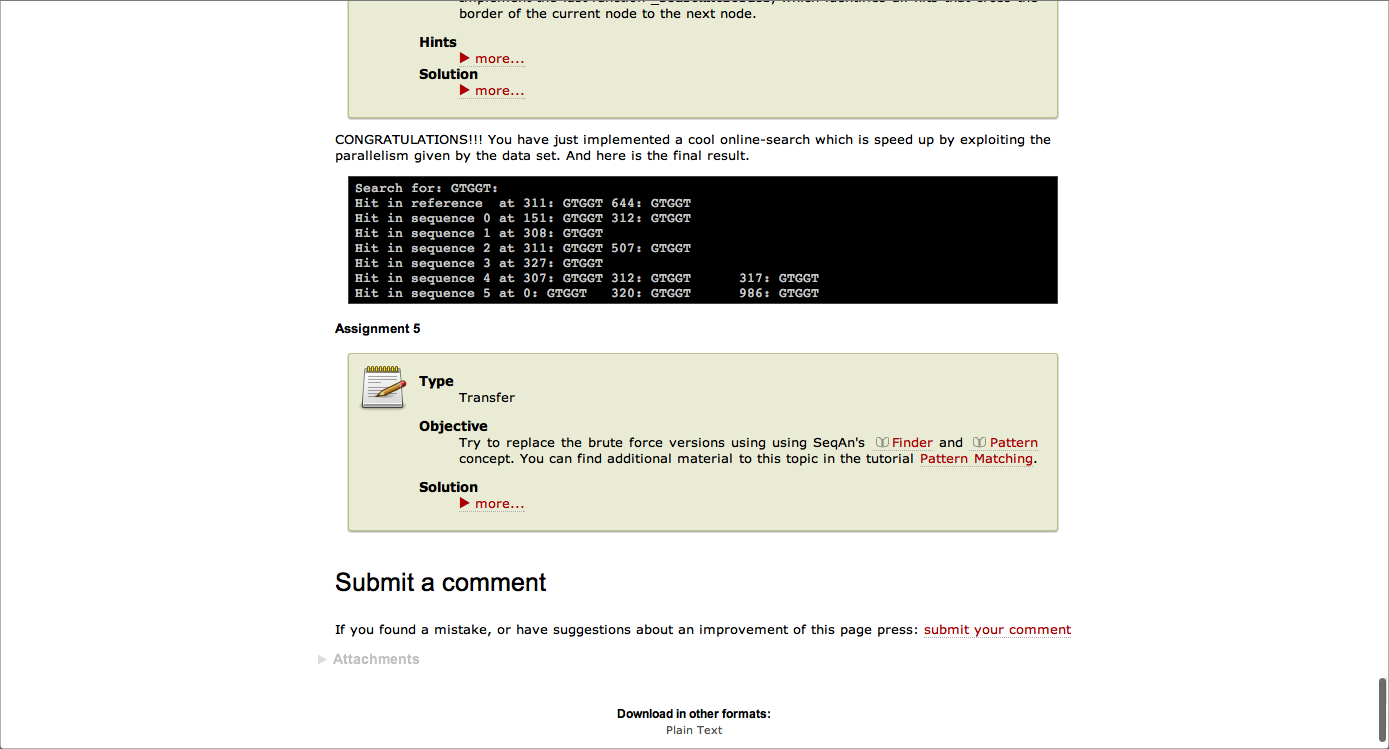 border of the current node to the next node.
Hints
more...
Solution
more...
CONGRATULATIONS!!! You have just implemented a cool online-search which is speed up by exploiting the
parallelism given by the data set. And here is the final result.
Search for: GTGGT:
Hit in reference  at 311: GTGGT 644: GTGGT
Hit in sequence 0 at 151: GTGGT 312: GTGGT
Hit in sequence 1 at 308: GTGGT
Hit in sequence 2 at 311: GTGGT 507: GTGGT
Hit in sequence 3 at 327: GTGGT
Hit in sequence 4 at 307: GTGGT 312: GTGGT      317: GTGGT
Hit in sequence 5 at 0: GTGGT   320: GTGGT      986: GTGGT
Assignment 5
Type
Transfer
Objective
Try to replace the brute force versions using using SeqAn's Finder and Pattern
concept. You can find additional material to this topic in the tutorial Pattern Matching.
Solution
more...
Submit a comment
If you found a mistake, or have suggestions about an improvement of this page press: submit your comment
Attachments
Download in other formats:
Plain Text